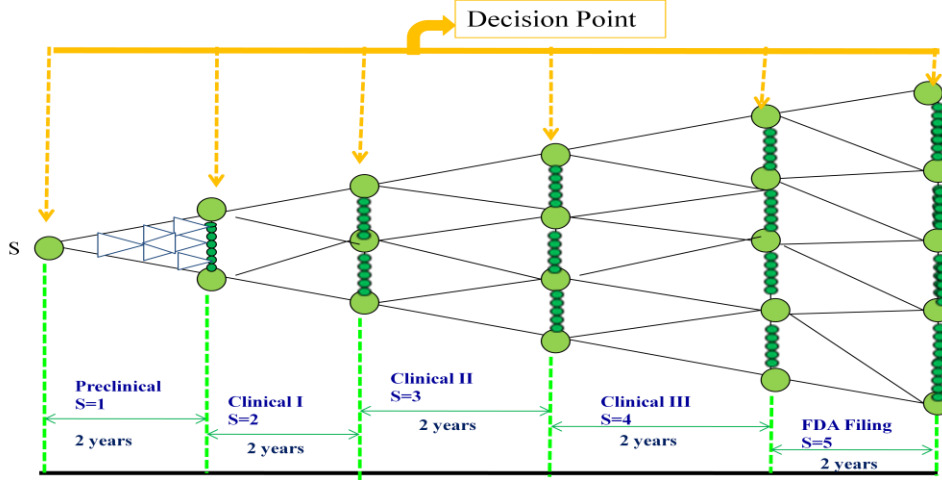 Decision Point
S
Preclinical
S=1
2 years
Clinical I
S=2
2 years
Clinical II
S=3
2 years
Clinical III
S=4
2 years
FDA Filing
S=5
2 years